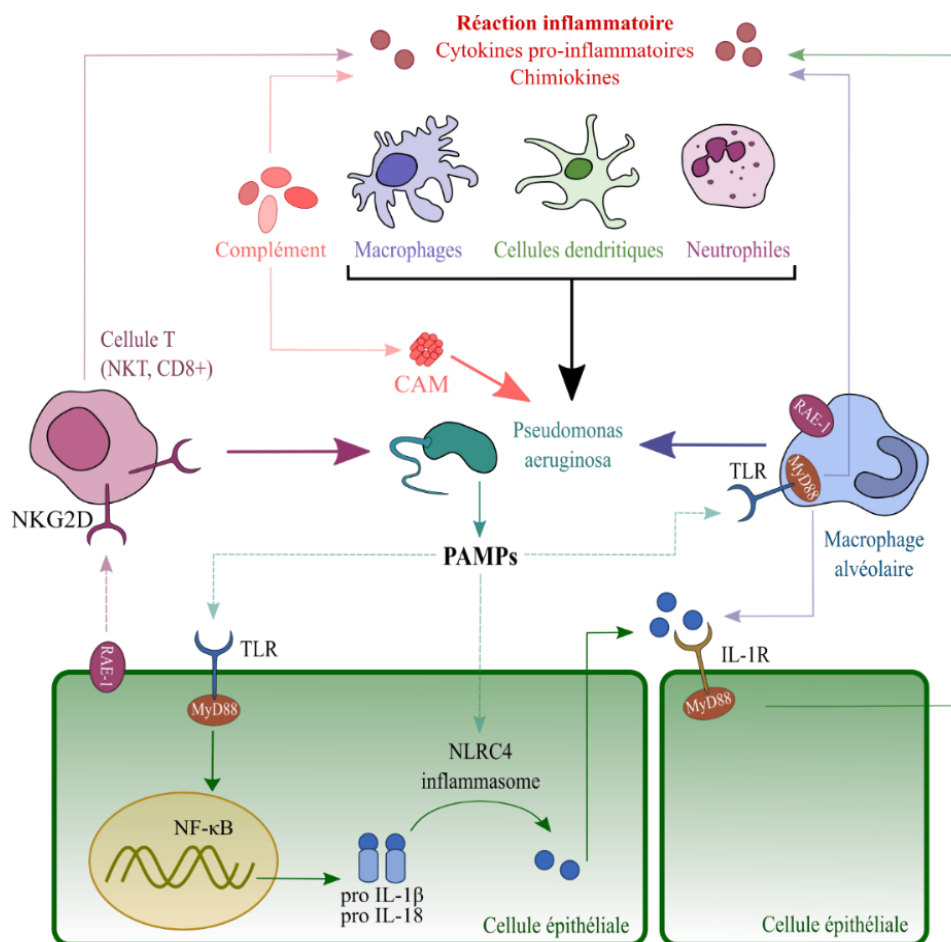 Réaction inflammatoire
Cytokines pro-inflammatoires
Chimiokines
Complément
Macrophages
Cellules dendritiques
Neutrophiles
Cellule T
(NKT, CD8+)
CAM
NKG2D
Pseudomonas
aeruginosa
RAE-1
MyD88
TLR
Macrophage
alvéolaire
PAMPs
RAE-1
TLR
MyD88
IL-1R
MyD88
NLRC4
inflammasome
NF-κB
pro IL-1β
pro IL-18
Cellule épithéliale
Cellule épithéliale